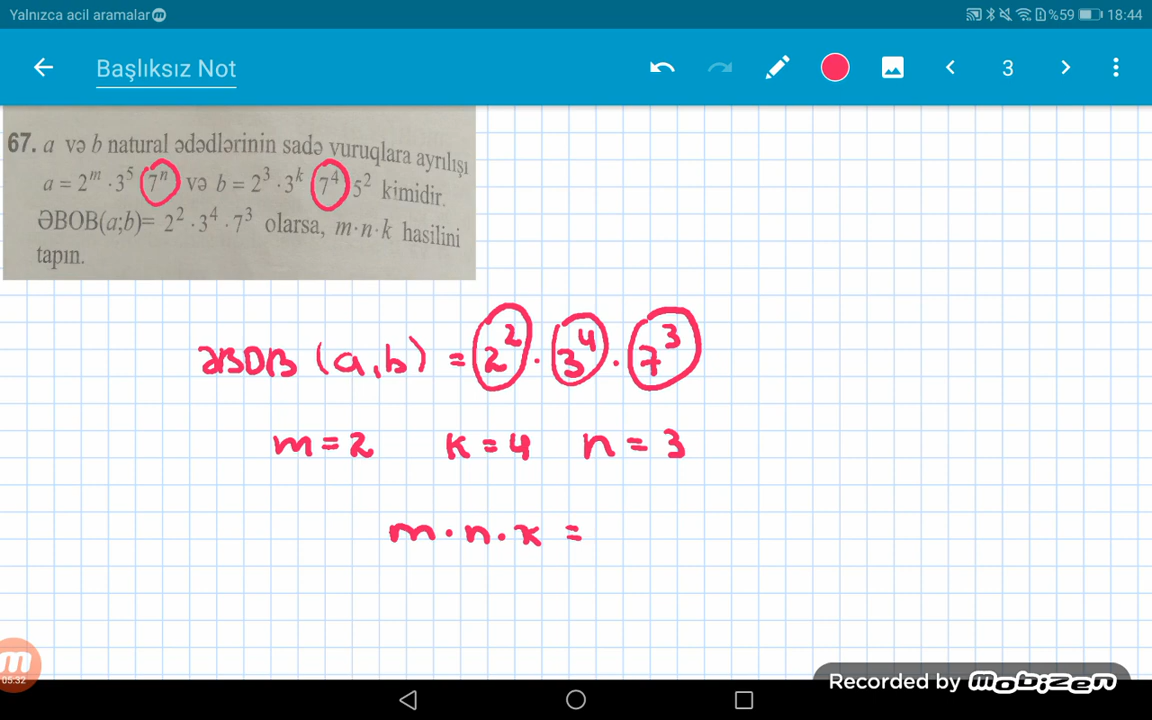 Yalnızca acil aramalar
%59 18:44
Başlıksız Not
3
67. a və b natural ədədlərinin sadə vuruqlara ayrılışı
a = 2^m · 3^5 7^n və b = 2^3 · 3^k 7^4 5^2 kimidir.
ƏBOB(a;b)= 2^2 · 3^4 · 7^3 olarsa, m·n·k hasilini
tapın.
ƏBOB (a,b) = 2^2 · 3^4 · 7^3
m = 2 k = 4 n = 3
m · n · k =
05:32
Recorded by mobizen